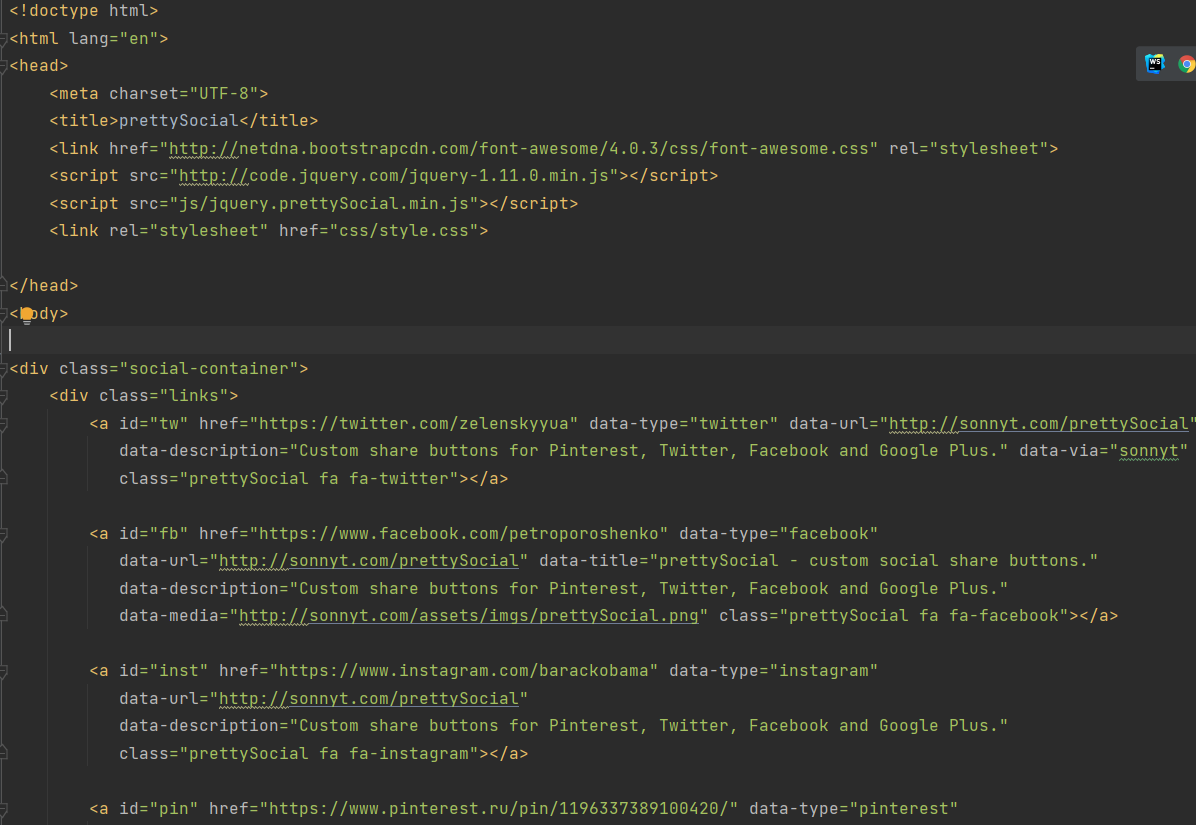 <!doctype html>
<html lang="en">
<head>
    <meta charset="UTF-8">
    <title>prettySocial</title>
    <link href="http://netdna.bootstrapcdn.com/font-awesome/4.0.3/css/font-awesome.css" rel="stylesheet">
    <script src="http://code.jquery.com/jquery-1.11.0.min.js"></script>
    <script src="js/jquery.prettySocial.min.js"></script>
    <link rel="stylesheet" href="css/style.css">
WS
</head>
<body>
<div class="social-container">
    <div class="links">
        <a id="tw" href="https://twitter.com/zelenskyyua" data-type="twitter" data-url="http://sonnyt.com/prettySocial"
           data-description="Custom share buttons for Pinterest, Twitter, Facebook and Google Plus." data-via="sonnyt"
           class="prettySocial fa fa-twitter"></a>
        <a id="fb" href="https://www.facebook.com/petroporoshenko" data-type="facebook"
           data-url="http://sonnyt.com/prettySocial" data-title="prettySocial - custom social share buttons."
           data-description="Custom share buttons for Pinterest, Twitter, Facebook and Google Plus."
           data-media="http://sonnyt.com/assets/imgs/prettySocial.png" class="prettySocial fa fa-facebook"></a>
        <a id="inst" href="https://www.instagram.com/barackobama" data-type="instagram"
           data-url="http://sonnyt.com/prettySocial"
           data-description="Custom share buttons for Pinterest, Twitter, Facebook and Google Plus."
           class="prettySocial fa fa-instagram"></a>
        <a id="pin" href="https://www.pinterest.ru/pin/1196337389100420/" data-type="pinterest"